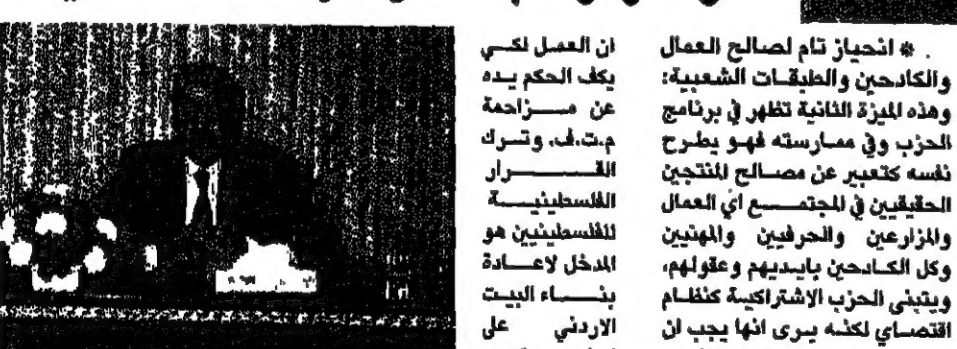 . * انحياز تام لصالح العمال
والكادحين والطبقات الشعبية:
وهذه الميزة الثانية تظهر في برنامج
الحزب وفي ممارسته فهو يطرح
نفسه كتعبير عن مصالح المنتجين
الحقيقيين في المجتمع اي العمال
والمزارعين والحرفيين والمهنيين
وكل الكادحين بايديهم وعقولهم،
ويتبنى الحزب الاشتراكية كنظام
اقتصاي لكنه يرى انها يجب ان
ان العمل لكي
يكف الحكم يده
عن مزاحمة
م.ت.ف. وترك
القرار
الفلسطينية
للفلسطينيين هو
المدخل لاعادة
بناء البيت
الاردني على